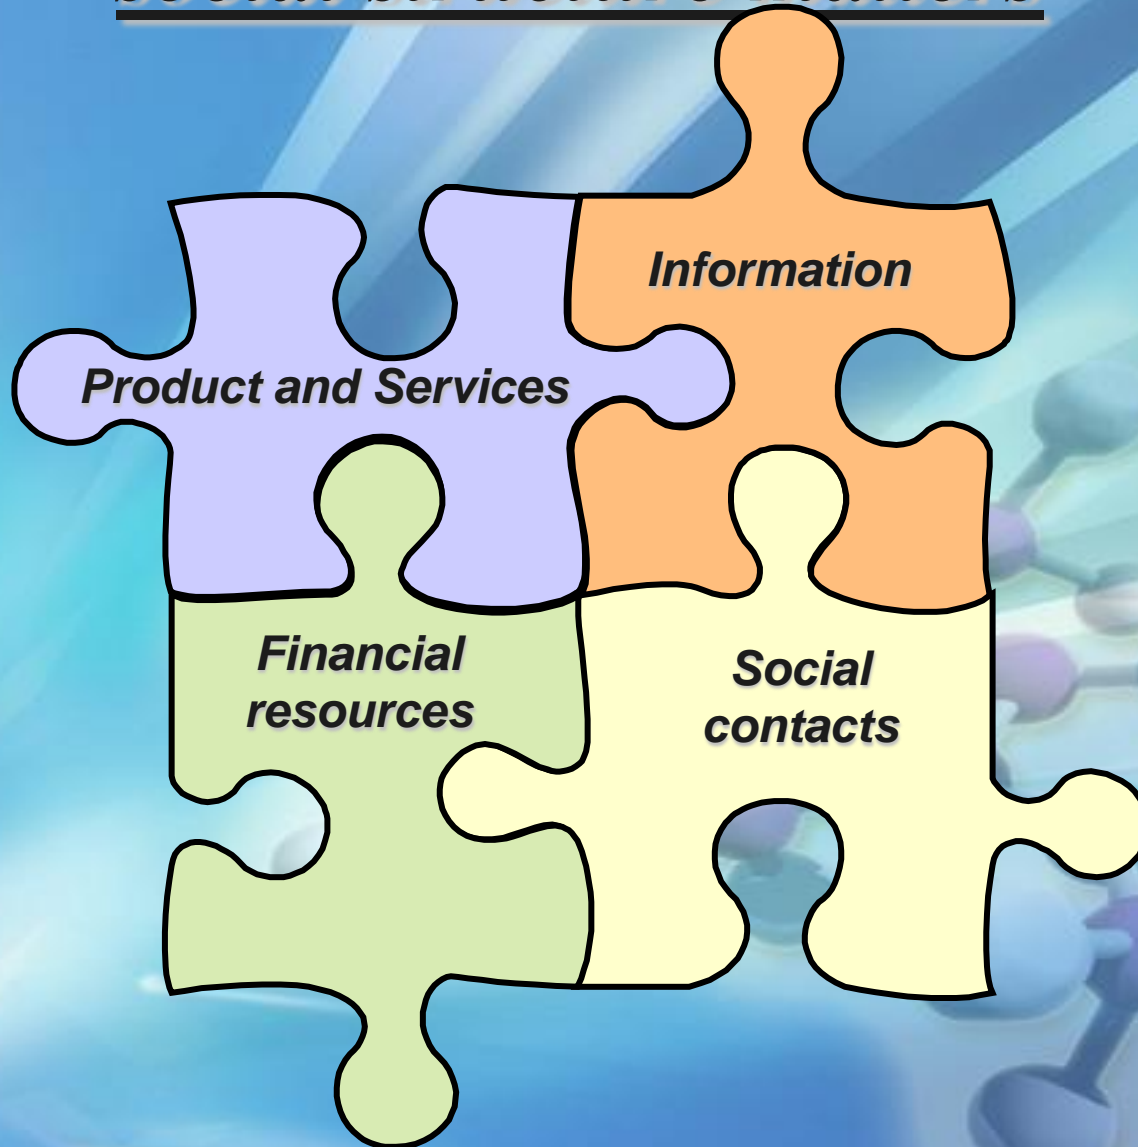 Information
Product and Services
Financial
resources
Social
contacts